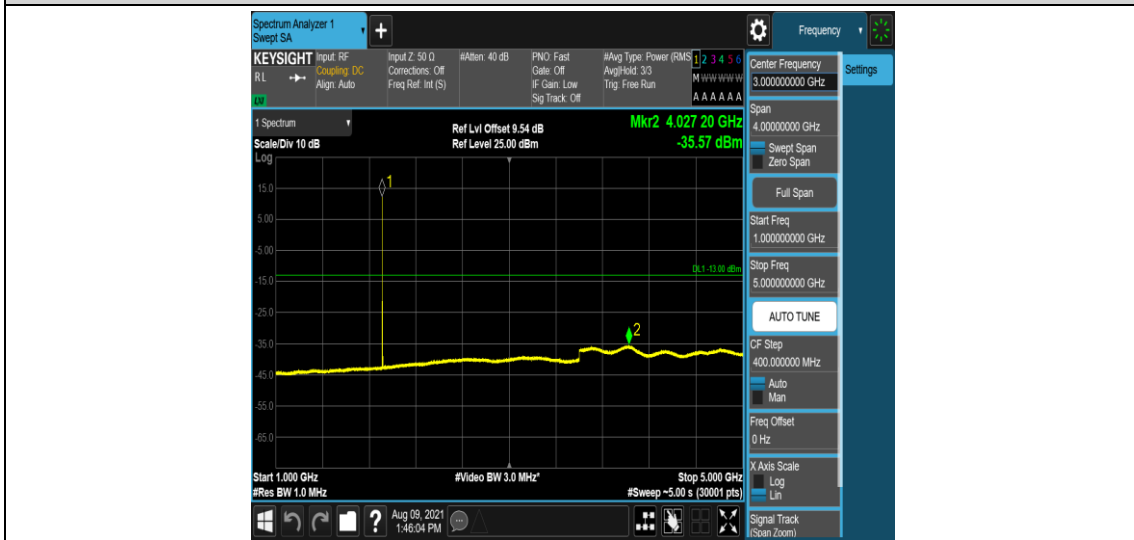 Spectrum Analyzer 1
Swept SA
Frequency
KEYSIGHT
RL
LXI
Input: RF
Coupling: DC
Align: Auto
Input Z: 50 Ω
Corrections: Off
Freq Ref: Int (S)
#Atten: 40 dB
PNO: Fast
Gate: Off
IF Gain: Low
Sig Track: Off
#Avg Type: Power (RMS
Avg|Hold: 3/3
Trig: Free Run
1 2 3 4 5 6
M W W W W W
A A A A A A
1 Spectrum
Scale/Div 10 dB
Log
Ref Lvl Offset 9.54 dB
Ref Level 25.00 dBm
Mkr2 4.027 20 GHz
-35.57 dBm
15.0
5.00
-5.00
-15.0
-25.0
-35.0
-45.0
-55.0
-65.0
1
2
DL1 -13.00 dBm
Start 1.000 GHz
#Res BW 1.0 MHz
#Video BW 3.0 MHz*
Stop 5.000 GHz
#Sweep ~5.00 s (30001 pts)
Aug 09, 2021
1:46:04 PM
Center Frequency
3.000000000 GHz
Settings
Span
4.00000000 GHz
Swept Span
Zero Span
Full Span
Start Freq
1.000000000 GHz
Stop Freq
5.000000000 GHz
AUTO TUNE
CF Step
400.000000 MHz
Auto
Man
Freq Offset
0 Hz
X Axis Scale
Log
Lin
Signal Track
(Span Zoom)